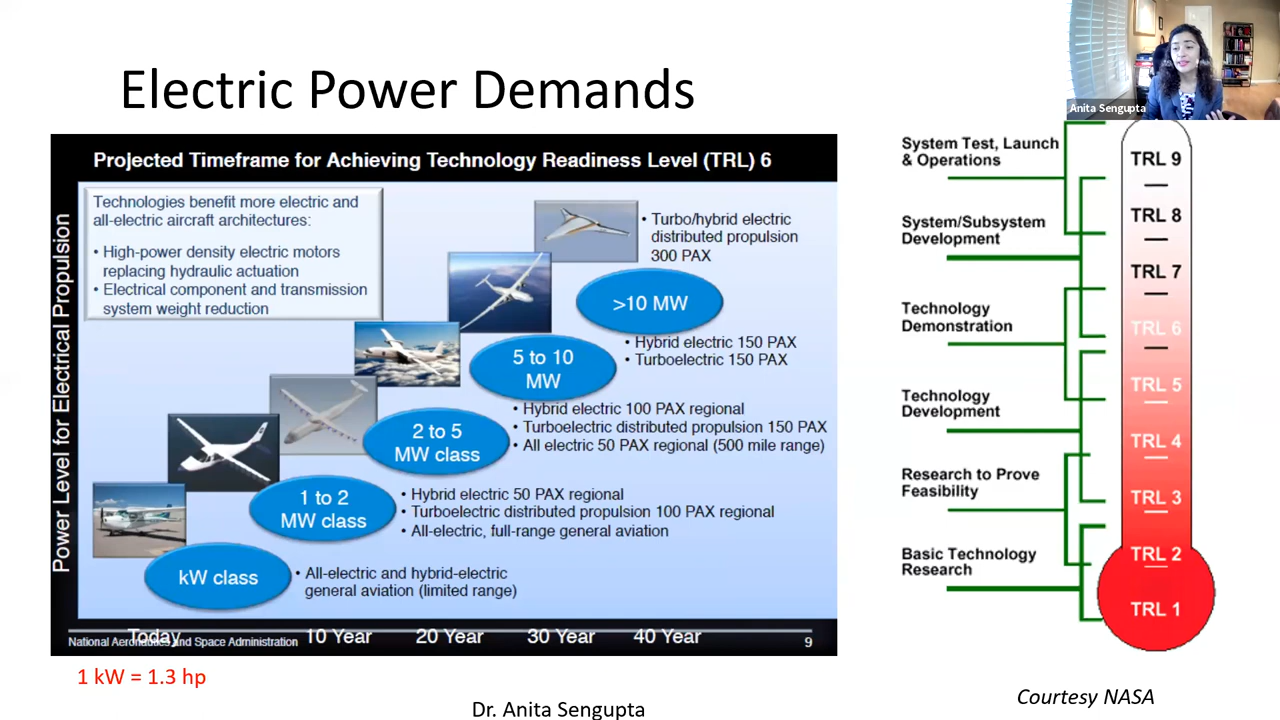 Electric Power Demands
Anita Sengupta
Projected Timeframe for Achieving Technology Readiness Level (TRL) 6
Power Level for Electrical Propulsion
Technologies benefit more electric and
all-electric aircraft architectures:
• High-power density electric motors
replacing hydraulic actuation
• Electrical component and transmission
system weight reduction
• Turbo/hybrid electric
distributed propulsion
300 PAX
>10 MW
• Hybrid electric 150 PAX
• Turboelectric 150 PAX
5 to 10
MW
• Hybrid electric 100 PAX regional
• Turboelectric distributed propulsion 150 PAX
• All electric 50 PAX regional (500 mile range)
2 to 5
MW class
• Hybrid electric 50 PAX regional
• Turboelectric distributed propulsion 100 PAX regional
• All-electric, full-range general aviation
1 to 2
MW class
kW class
• All-electric and hybrid-electric
general aviation (limited range)
Today 10 Year 20 Year 30 Year 40 Year
National Aeronautics and Space Administration
9
1 kW = 1.3 hp
Dr. Anita Sengupta
System Test, Launch
& Operations
System/Subsystem
Development
Technology
Demonstration
Technology
Development
Research to Prove
Feasibility
Basic Technology
Research
TRL 9
TRL 8
TRL 7
TRL 6
TRL 5
TRL 4
TRL 3
TRL 2
TRL 1
Courtesy NASA